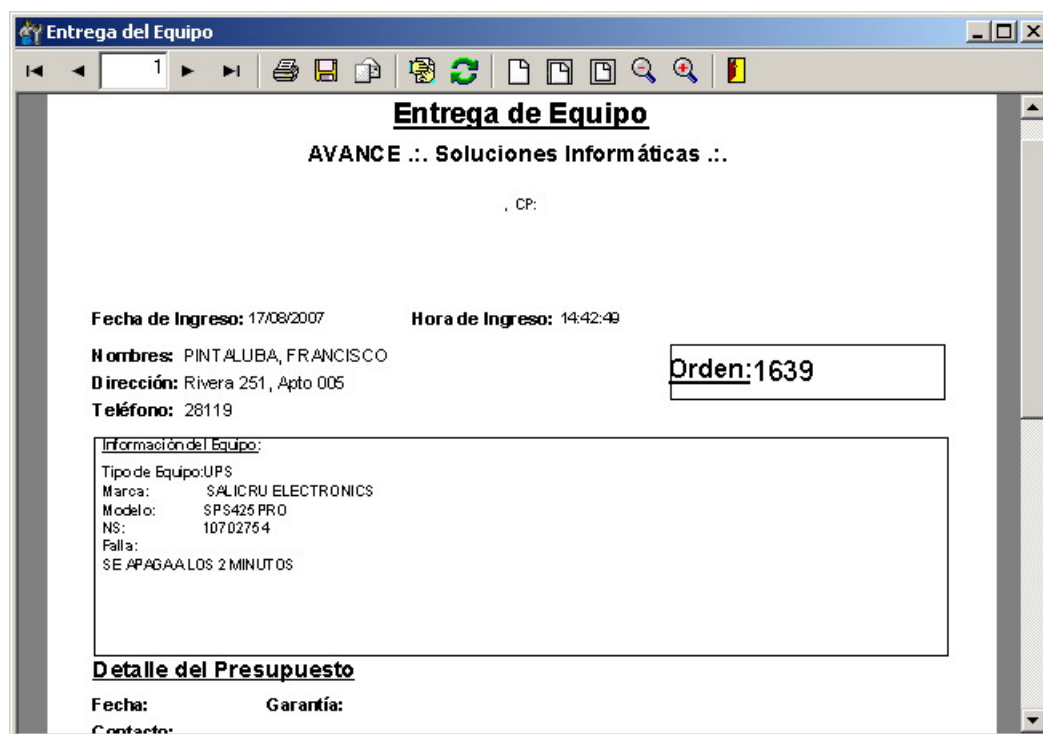 Entrega del Equipo
1
Entrega de Equipo
AVANCE .:. Soluciones Informáticas .:.
, CP:
Fecha de Ingreso: 17/08/2007 Hora de Ingreso: 14:42:49
Nombres: PINTALUBA, FRANCISCO
Orden:1639
Dirección: Rivera 251, Apto 005
Teléfono: 28119
Información del Equipo:
Tipo de Equipo:UPS
Marca: SALICRU ELECTRONICS
Modelo: SPS425 PRO
NS: 10702754
Falla:
SE APAGA A LOS 2 MINUTOS
Detalle del Presupuesto
Fecha: Garantía:
Contacto: